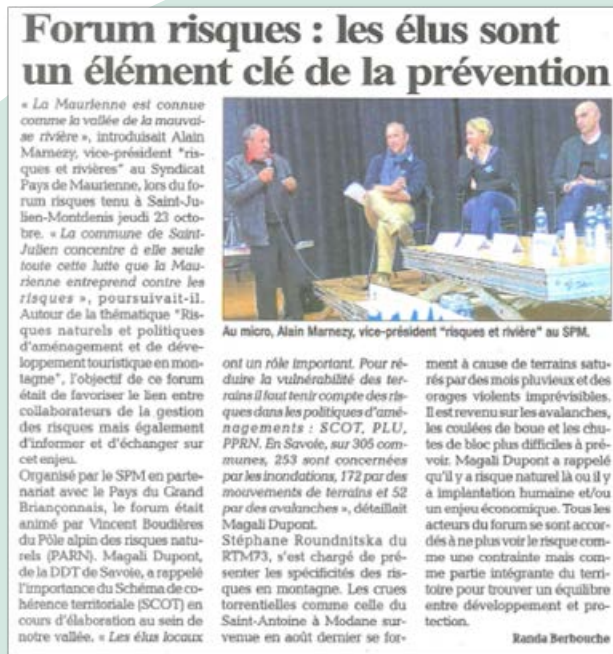 Forum risques : les élus sont
un élément clé de la prévention
« La Maurienne est connue
comme la vallée de la mauvai-
se rivière », introduisait Alain
Marnezy, vice-président "ris-
ques et rivières" au Syndicat
Pays de Maurienne, lors du fo-
rum risques tenu à Saint-Ju-
lien-Montdenis jeudi 23 octo-
bre. « La commune de Saint-
Julien concentre à elle seule
toute cette lutte que la Mau-
rienne entreprend contre les
risques », poursuivait-il.
Autour de la thématique "Ris-
ques naturels et politiques
d'aménagement et de déve-
loppement touristique en mon-
tagne", l'objectif de ce forum
était de favoriser le lien entre
collaborateurs de la gestion
des risques mais également
d'informer et d'échanger sur
cet enjeu.
Organisé par le SPM en parte-
nariat avec le Pays du Grand
Briançonnais, le forum était
animé par Vincent Boudières
du Pôle alpin des risques natu-
rels (PARN). Magali Dupont,
de la DDT de Savoie, a rappelé
l'importance du Schéma de co-
hérence territoriale (SCOT) en
cours d'élaboration au sein de
notre vallée. « Les élus locaux
Au micro, Alain Marnezy, vice-président "risques et rivière" au SPM.
ont un rôle important. Pour ré-
duire la vulnérabilité des ter-
rains il faut tenir compte des ris-
ques dans les politiques d'amé-
nagements : SCOT, PLU,
PPRN. En Savoie, sur 305 com-
munes, 253 sont concernées
par les inondations, 172 par des
mouvements de terrains et 52
par des avalanches », détaillait
Magali Dupont.
Stéphane Roundnitska du
RTM73, s'est chargé de pré-
senter les spécificités des ris-
ques en montagne. Les crues
torrentielles comme celle du
Saint-Antoine à Modane sur-
venue en août dernier se for-
ment à cause de terrains satu-
rés par des mois pluvieux et des
orages violents imprévisibles.
Il est revenu sur les avalanches,
les coulées de boue et les chu-
tes de bloc plus difficiles à pré-
voir. Magali Dupont a rappelé
qu'il y a risque naturel là ou il y
a implantation humaine et/ou
un enjeu économique. Tous les
acteurs du forum se sont accor-
dés à ne plus voir le risque com-
me une contrainte mais com-
me partie intégrante du terri-
toire pour trouver un équilibre
entre développement et pro-
tection.
Randa Berbouche